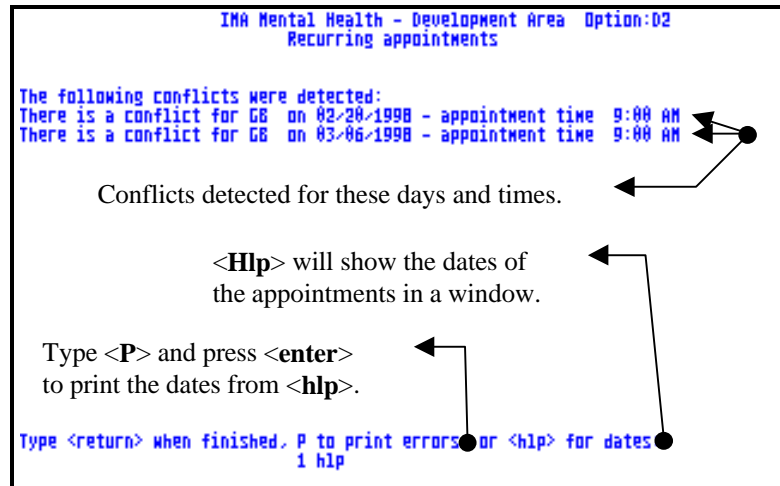 IMA Mental Health - Development Area Option:D2
Recurring appointments
The following conflicts were detected:
There is a conflict for GB on 02/20/1998 - appointment time 9:00 AM
There is a conflict for GB on 03/06/1998 - appointment time 9:00 AM
Conflicts detected for these days and times.
<Hlp> will show the dates of
the appointments in a window.
Type <P> and press <enter>
to print the dates from <hlp>.
Type <return> when finished, P to print errors or <hlp> for dates
1 hlp